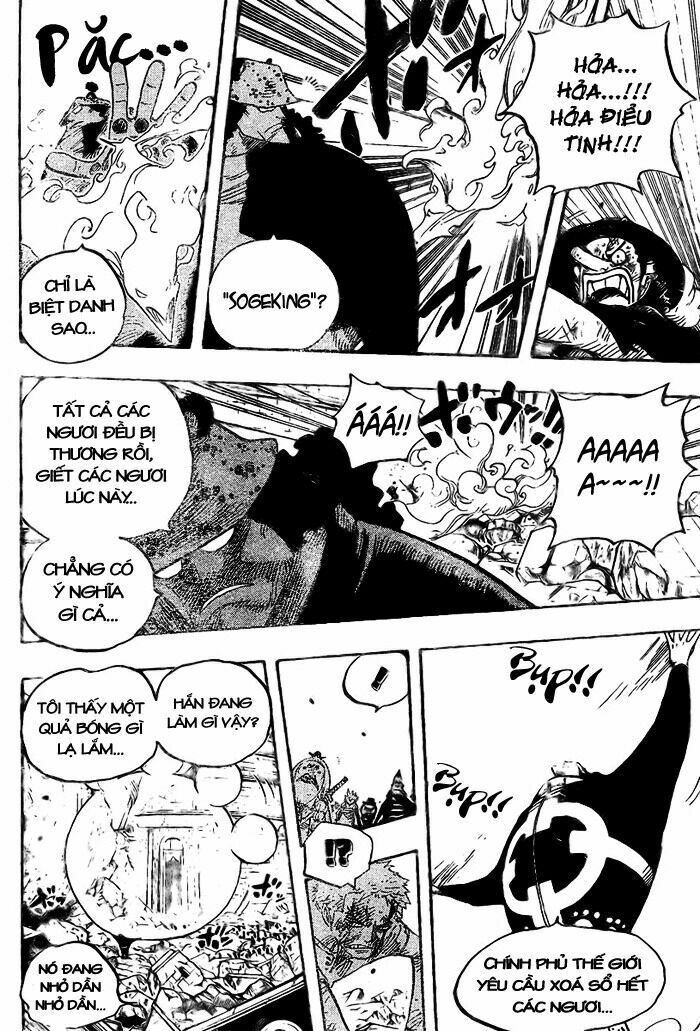 PẶC...
HỎA...
HỎA...!!!
HỎA ĐIỂU
TINH!!!
CHỈ LÀ
BIỆT DANH
SAO...
"SOGEKING"?
TẤT CẢ CÁC
NGƯƠI ĐỀU BỊ
THƯƠNG RỒI,
GIẾT CÁC NGƯƠI
LÚC NÀY...
CHẲNG CÓ
Ý NGHĨA
GÌ CẢ...
ÁÁÁ!!
AAAAA
A~~~!!
TÔI THẤY MỘT
QUẢ BÓNG GÌ
LẠ LẮM...
HẮN ĐANG
LÀM GÌ VẬY?
NÓ ĐANG
NHỎ DẦN
NHỎ DẦN...
!
!?
BỤP!!
BỤP!!
CHÍNH PHỦ THẾ GIỚI
YÊU CẦU XOÁ SỔ HẾT
CÁC NGƯƠI...